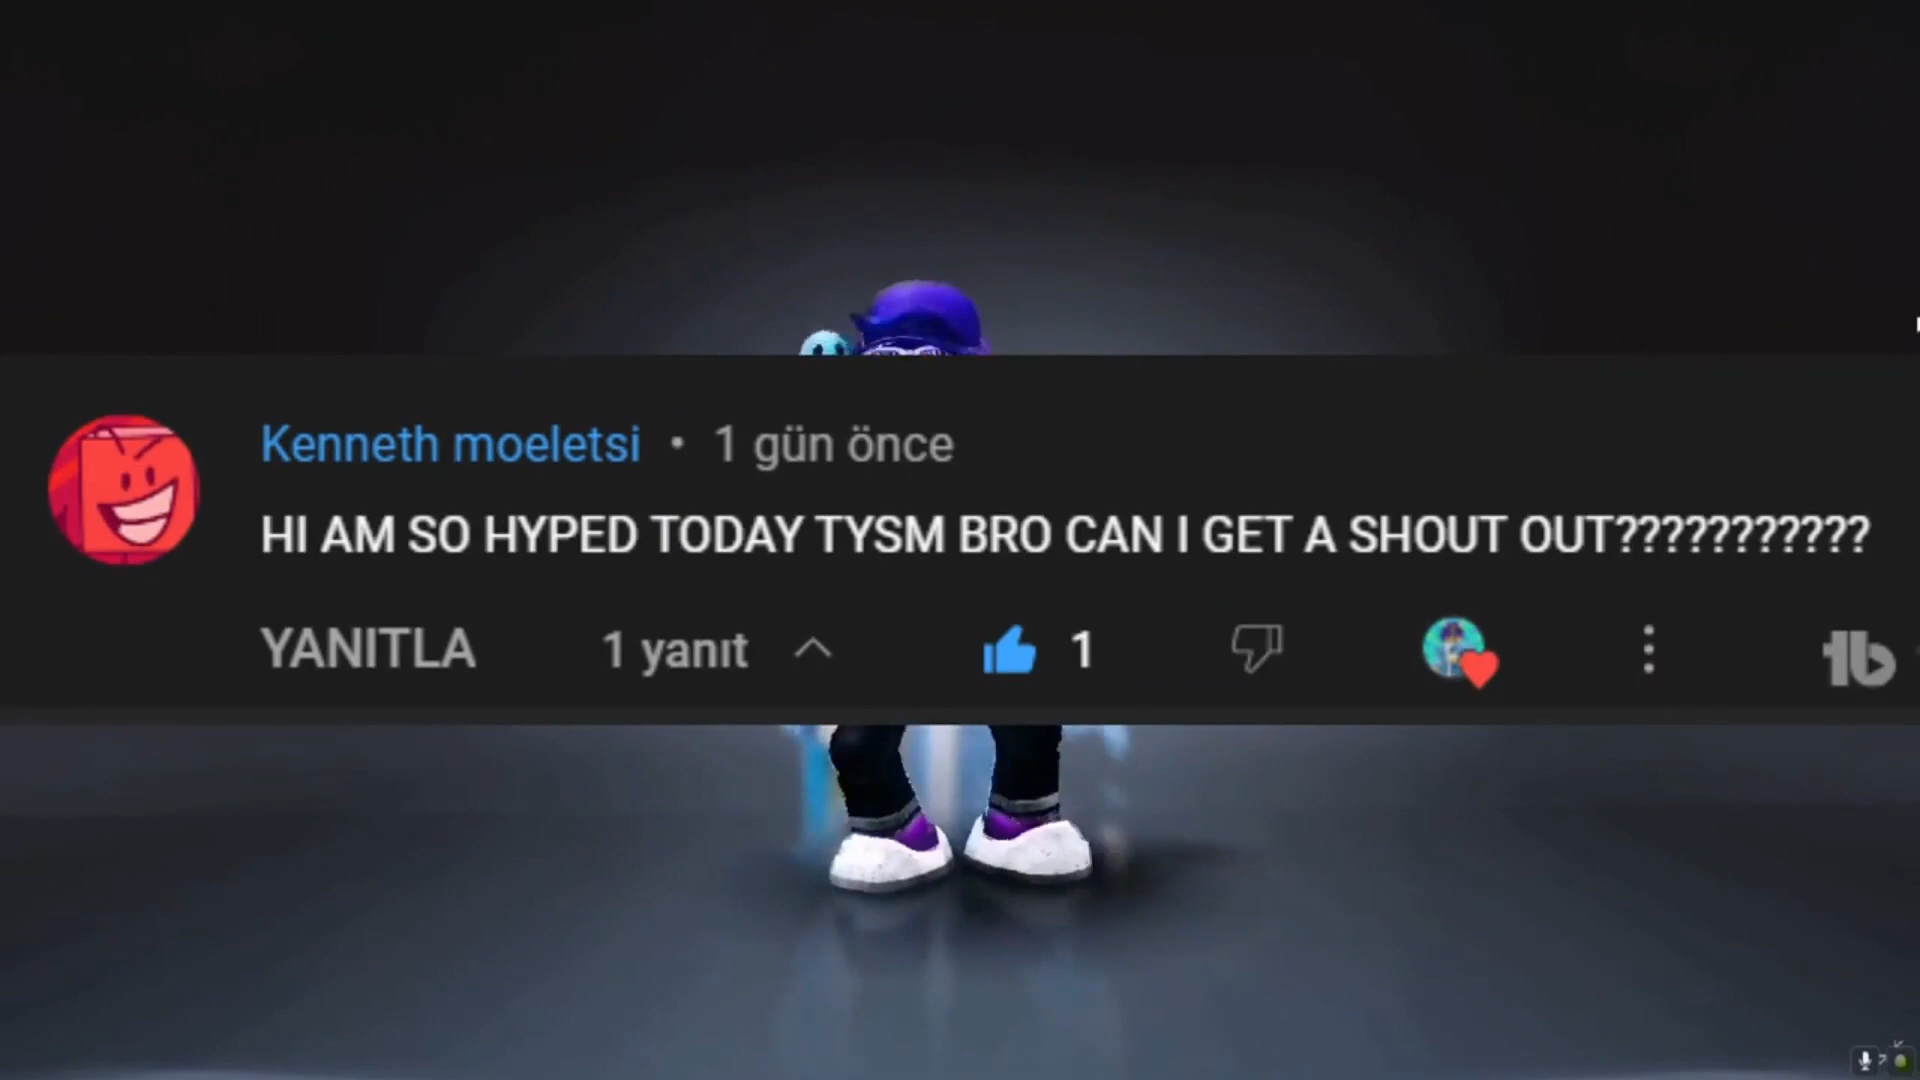 Kenneth moeletsi • 1 gün önce
HI AM SO HYPED TODAY TYSM BRO CAN I GET A SHOUT OUT???????????
YANITLA 1 yanıt 1